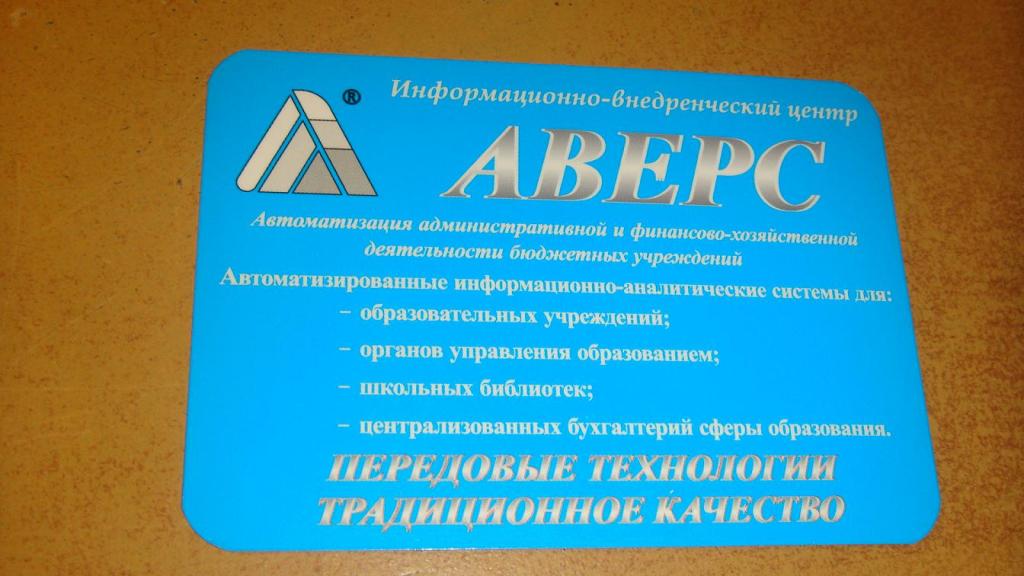 ®
Информационно-внедренческий центр
АВЕРС
Автоматизация административной и финансово-хозяйственной
деятельности бюджетных учреждений
Автоматизированные информационно-аналитические системы для:
– образовательных учреждений;
– органов управления образованием;
– школьных библиотек;
– централизованных бухгалтерий сферы образования.
ПЕРЕДОВЫЕ ТЕХНОЛОГИИ
ТРАДИЦИОННОЕ КАЧЕСТВО